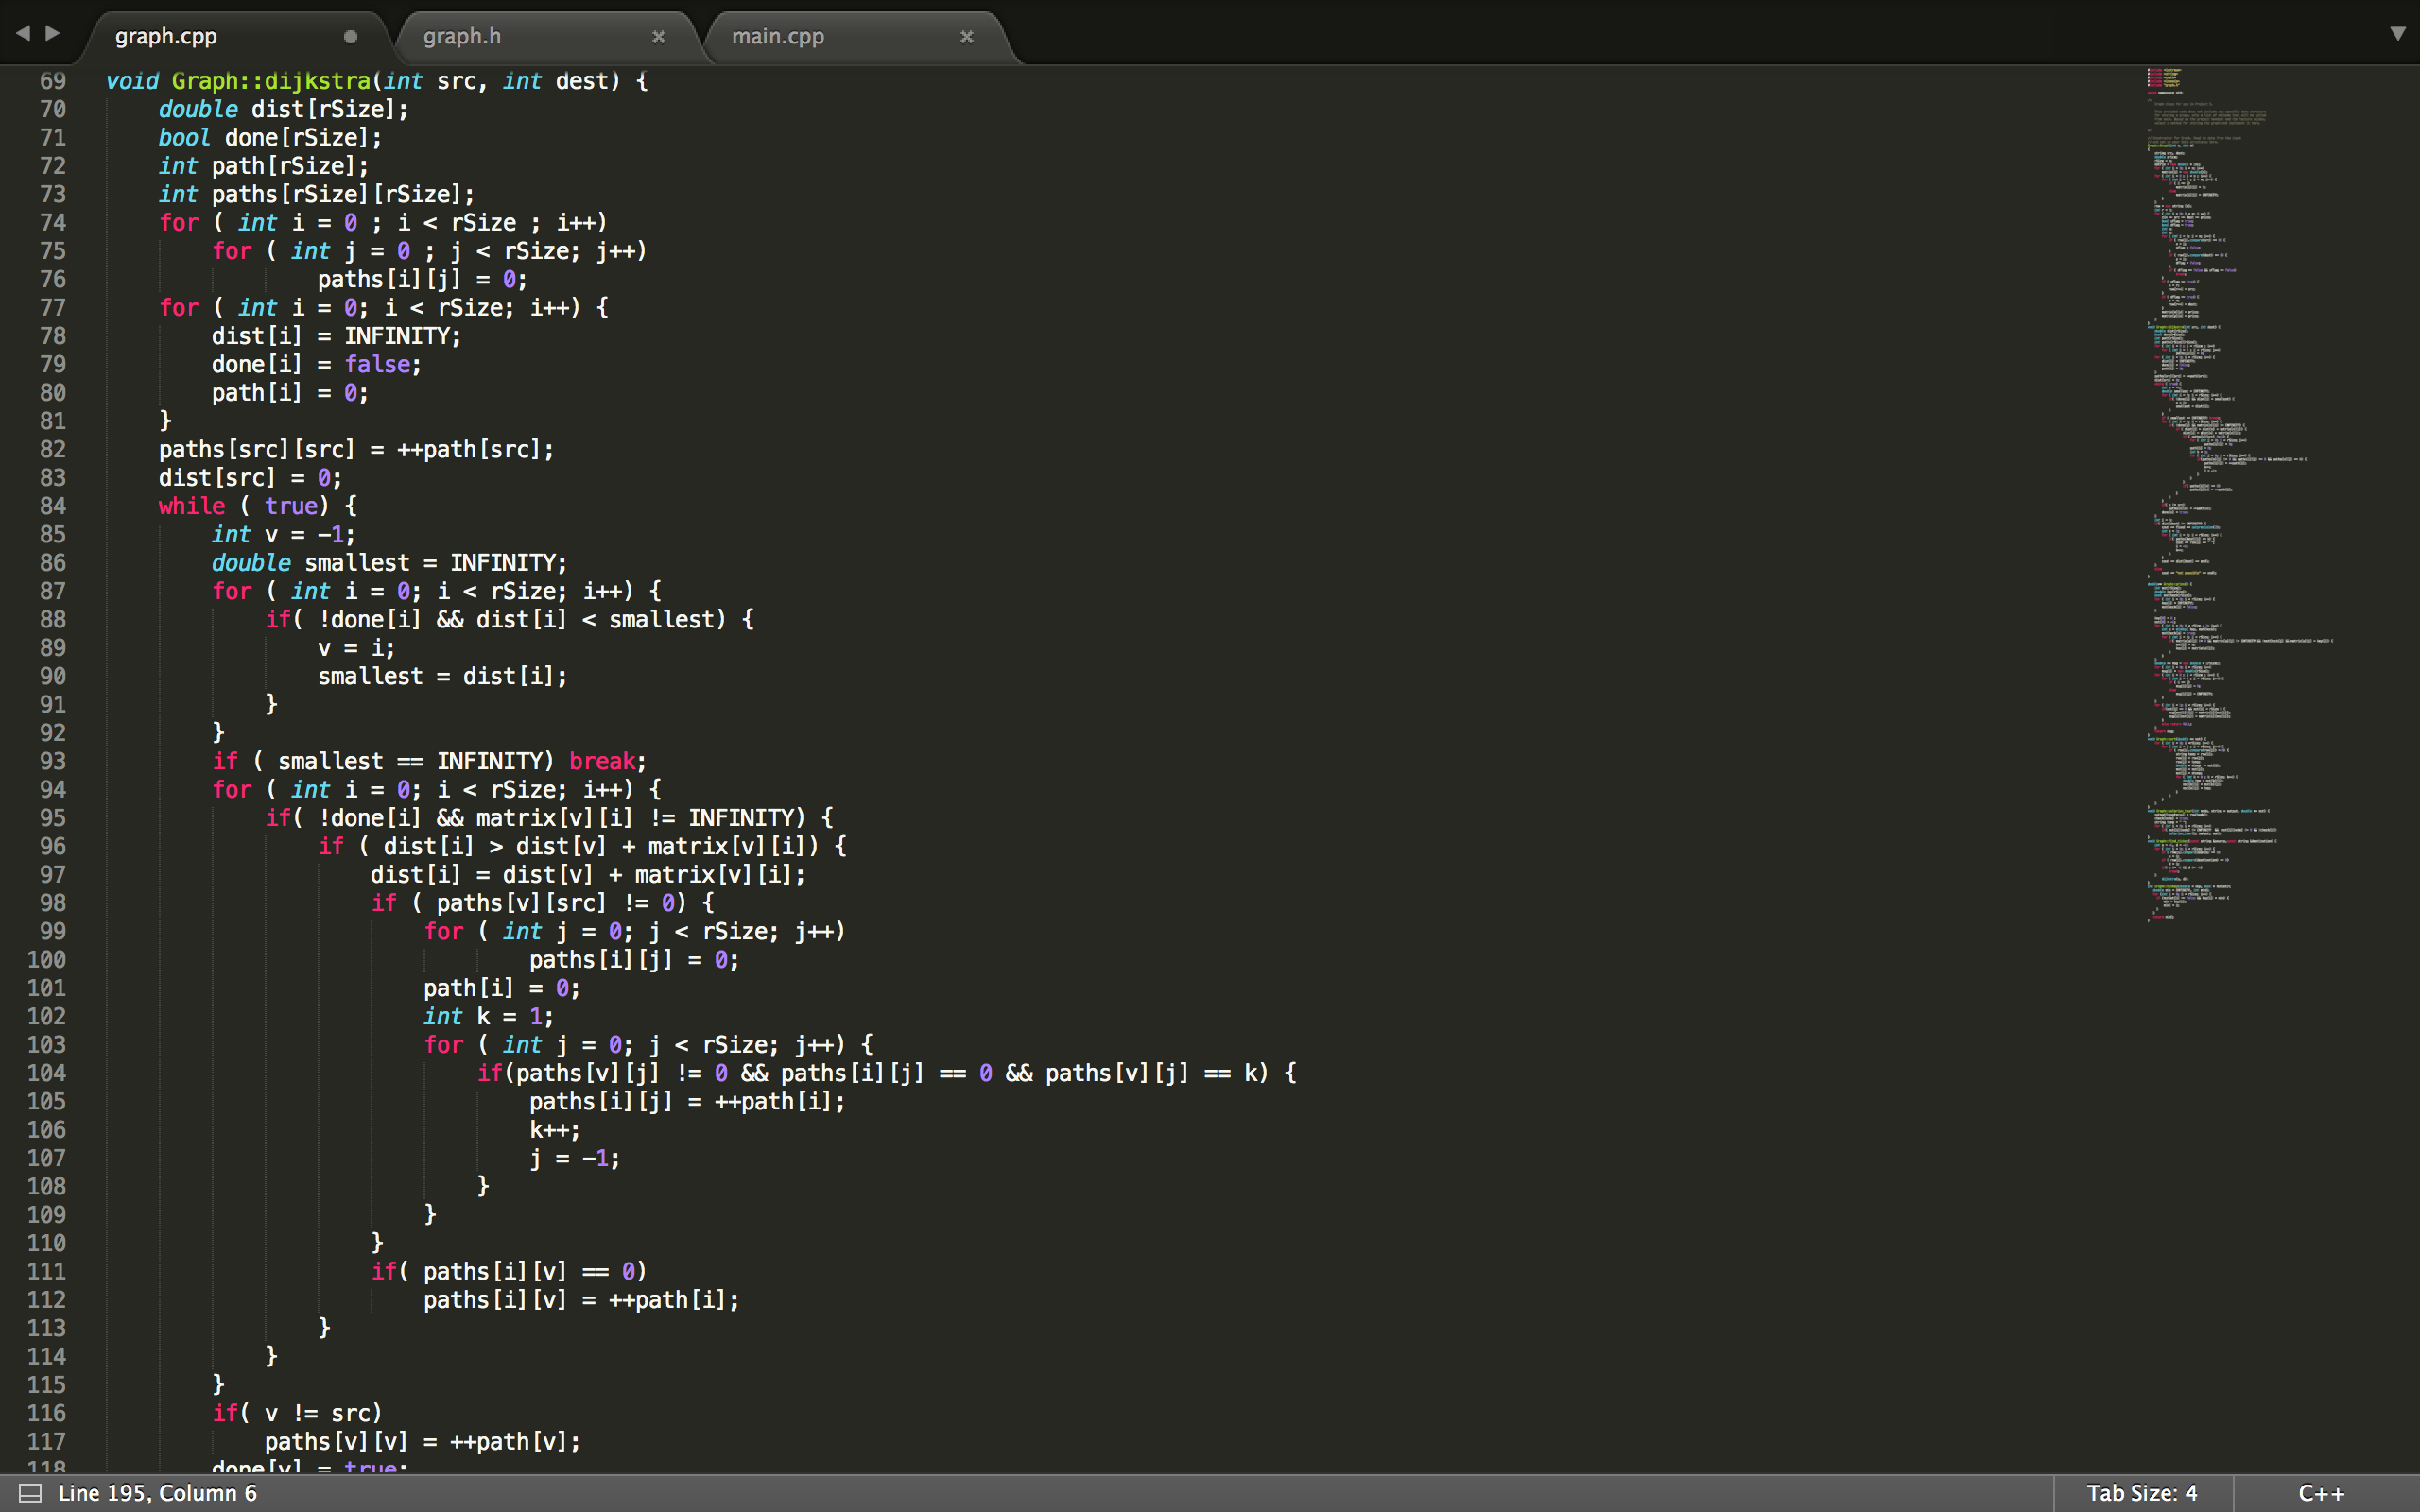 graph.cpp graph.h main.cpp
69 void Graph::dijkstra(int src, int dest) {
70 double dist[rSize];
71 bool done[rSize];
72 int path[rSize];
73 int paths[rSize][rSize];
74 for ( int i = 0 ; i < rSize ; i++)
75 for ( int j = 0 ; j < rSize; j++)
76 paths[i][j] = 0;
77 for ( int i = 0; i < rSize; i++) {
78 dist[i] = INFINITY;
79 done[i] = false;
80 path[i] = 0;
81 }
82 paths[src][src] = ++path[src];
83 dist[src] = 0;
84 while ( true) {
85 int v = -1;
86 double smallest = INFINITY;
87 for ( int i = 0; i < rSize; i++) {
88 if( !done[i] && dist[i] < smallest) {
89 v = i;
90 smallest = dist[i];
91 }
92 }
93 if ( smallest == INFINITY) break;
94 for ( int i = 0; i < rSize; i++) {
95 if( !done[i] && matrix[v][i] != INFINITY) {
96 if ( dist[i] > dist[v] + matrix[v][i]) {
97 dist[i] = dist[v] + matrix[v][i];
98 if ( paths[v][src] != 0) {
99 for ( int j = 0; j < rSize; j++)
100 paths[i][j] = 0;
101 path[i] = 0;
102 int k = 1;
103 for ( int j = 0; j < rSize; j++) {
104 if(paths[v][j] != 0 && paths[i][j] == 0 && paths[v][j] == k) {
105 paths[i][j] = ++path[i];
106 k++;
107 j = -1;
108 }
109 }
110 }
111 if( paths[i][v] == 0)
112 paths[i][v] = ++path[i];
113 }
114 }
115 }
116 if( v != src)
117 paths[v][v] = ++path[v];
118 done[v] = true;
Line 195, Column 6 Tab Size: 4 C++